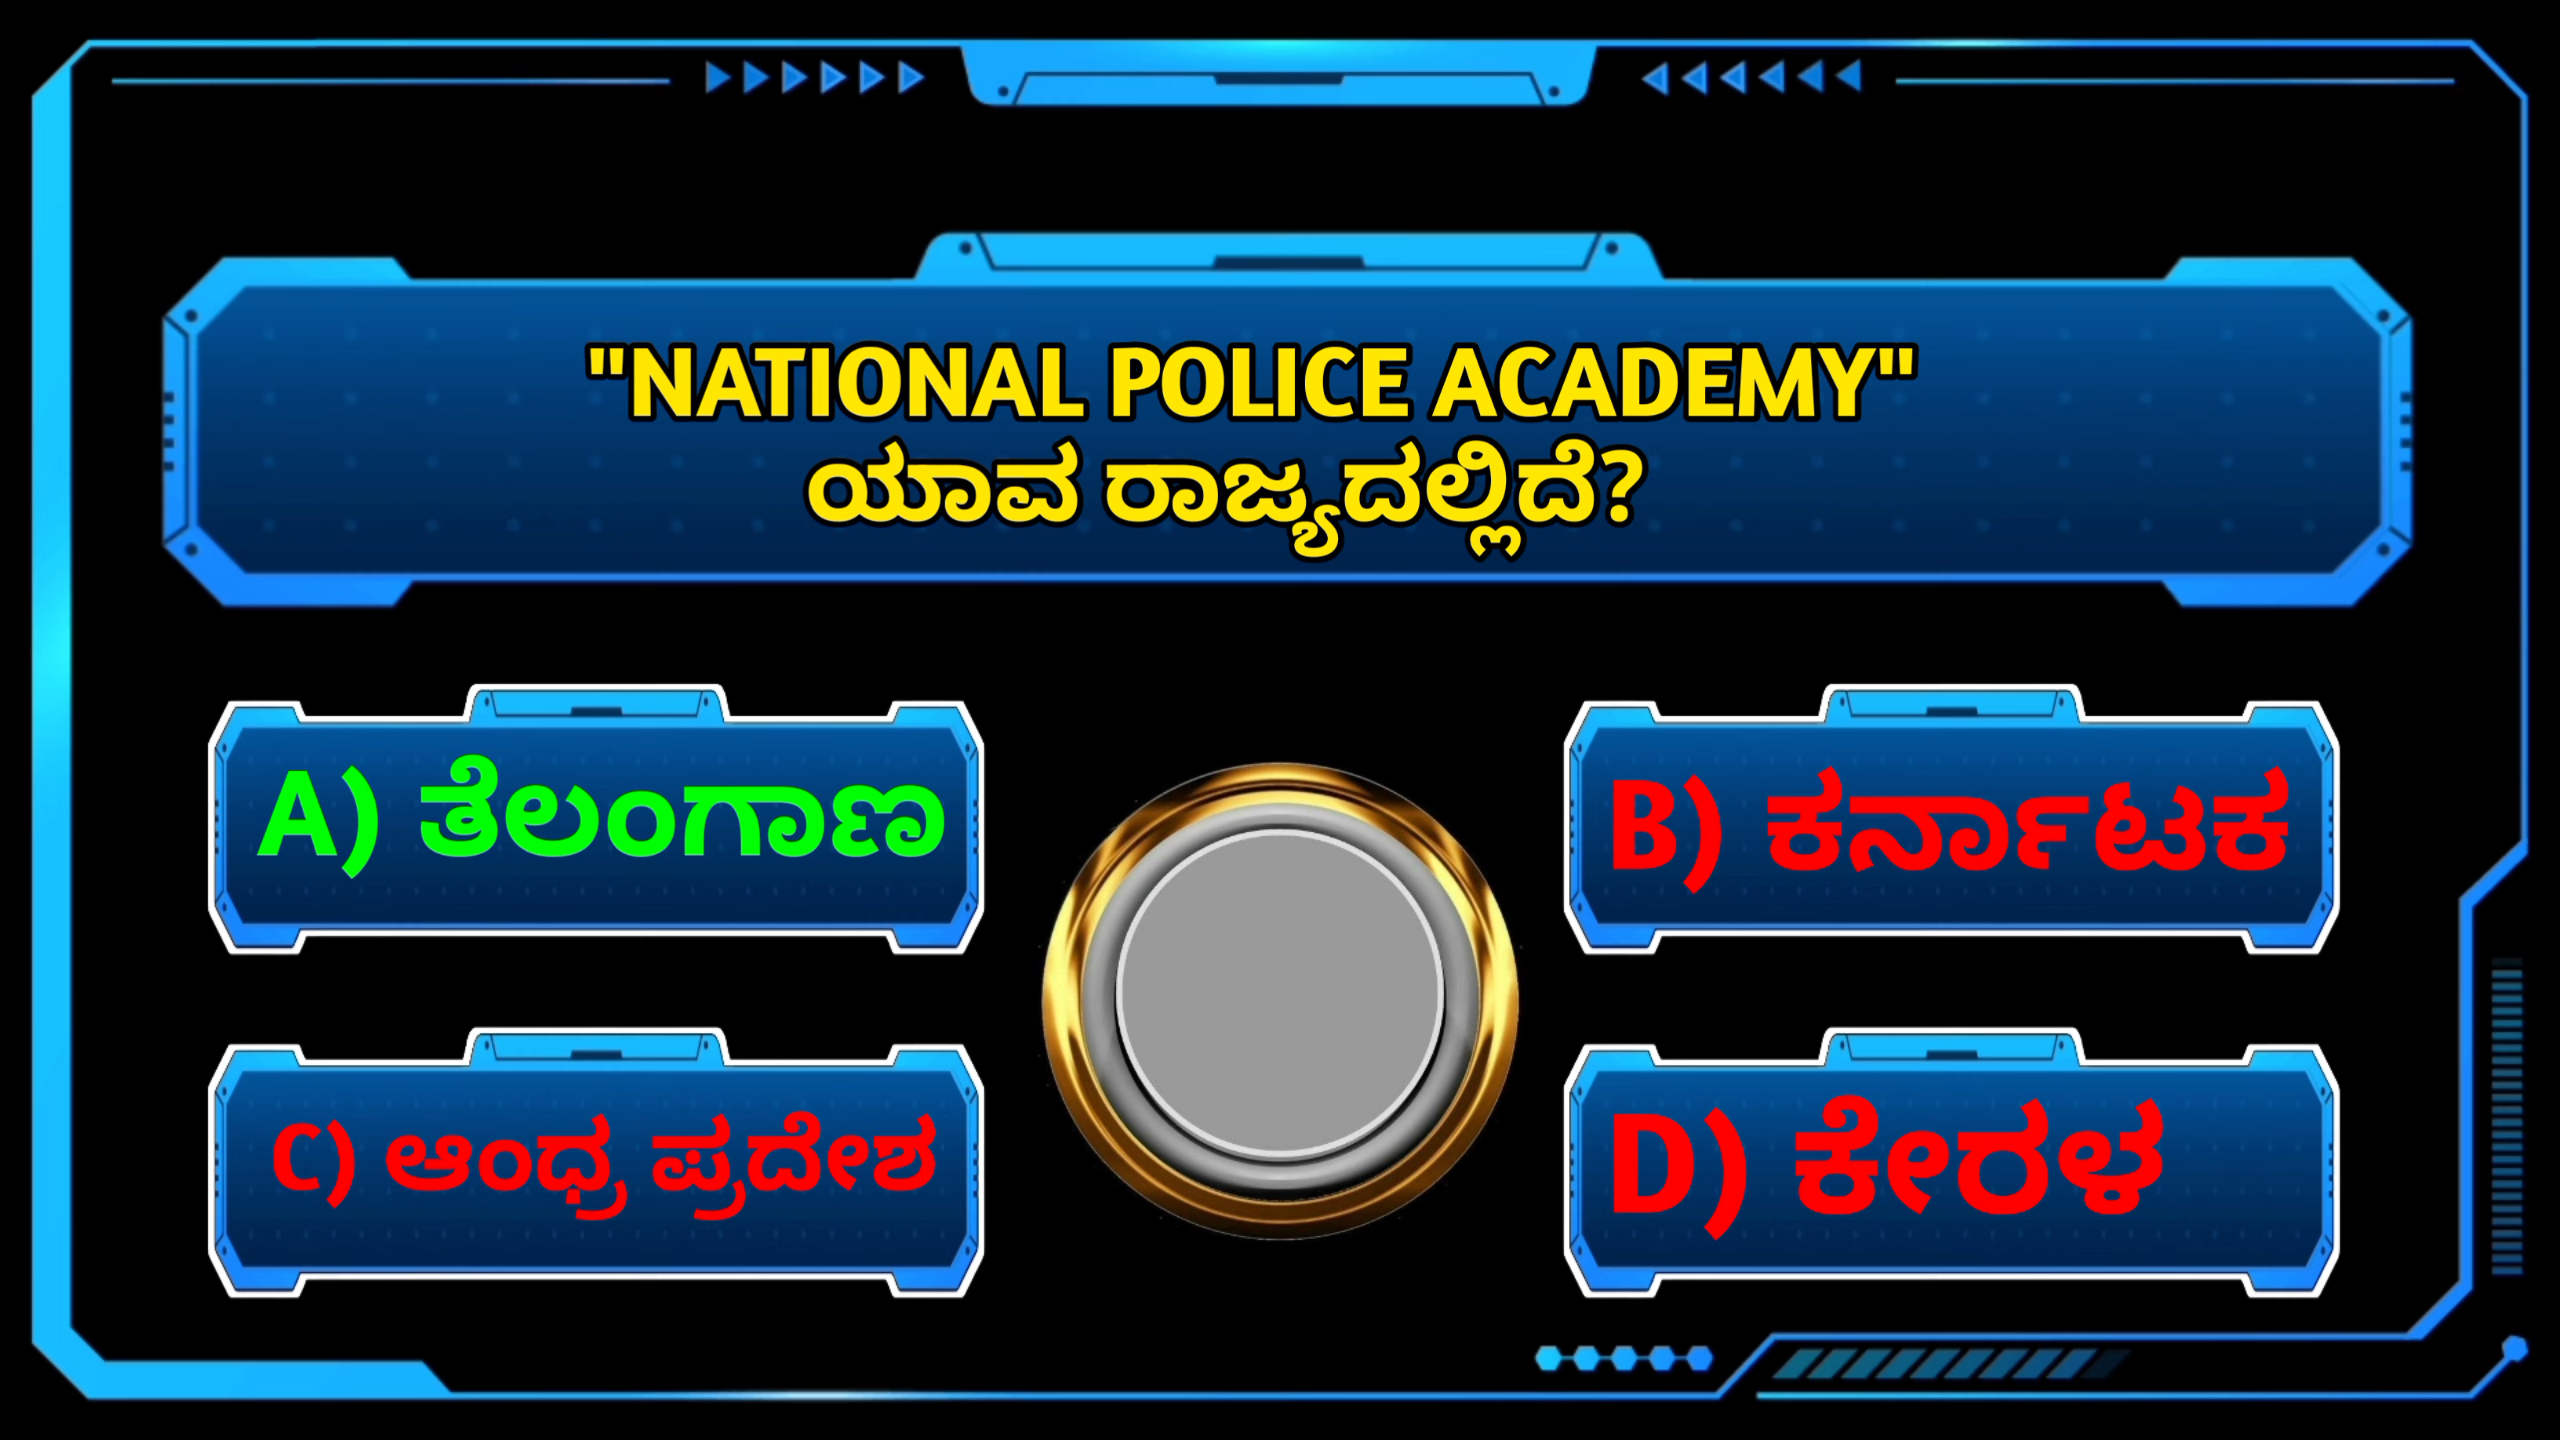 "NATIONAL POLICE ACADEMY"
ಯಾವ ರಾಜ್ಯದಲ್ಲಿದೆ?
A) ತೆಲಂಗಾಣ
B) ಕರ್ನಾಟಕ
C) ಆಂಧ್ರ ಪ್ರದೇಶ
D) ಕೇರಳ